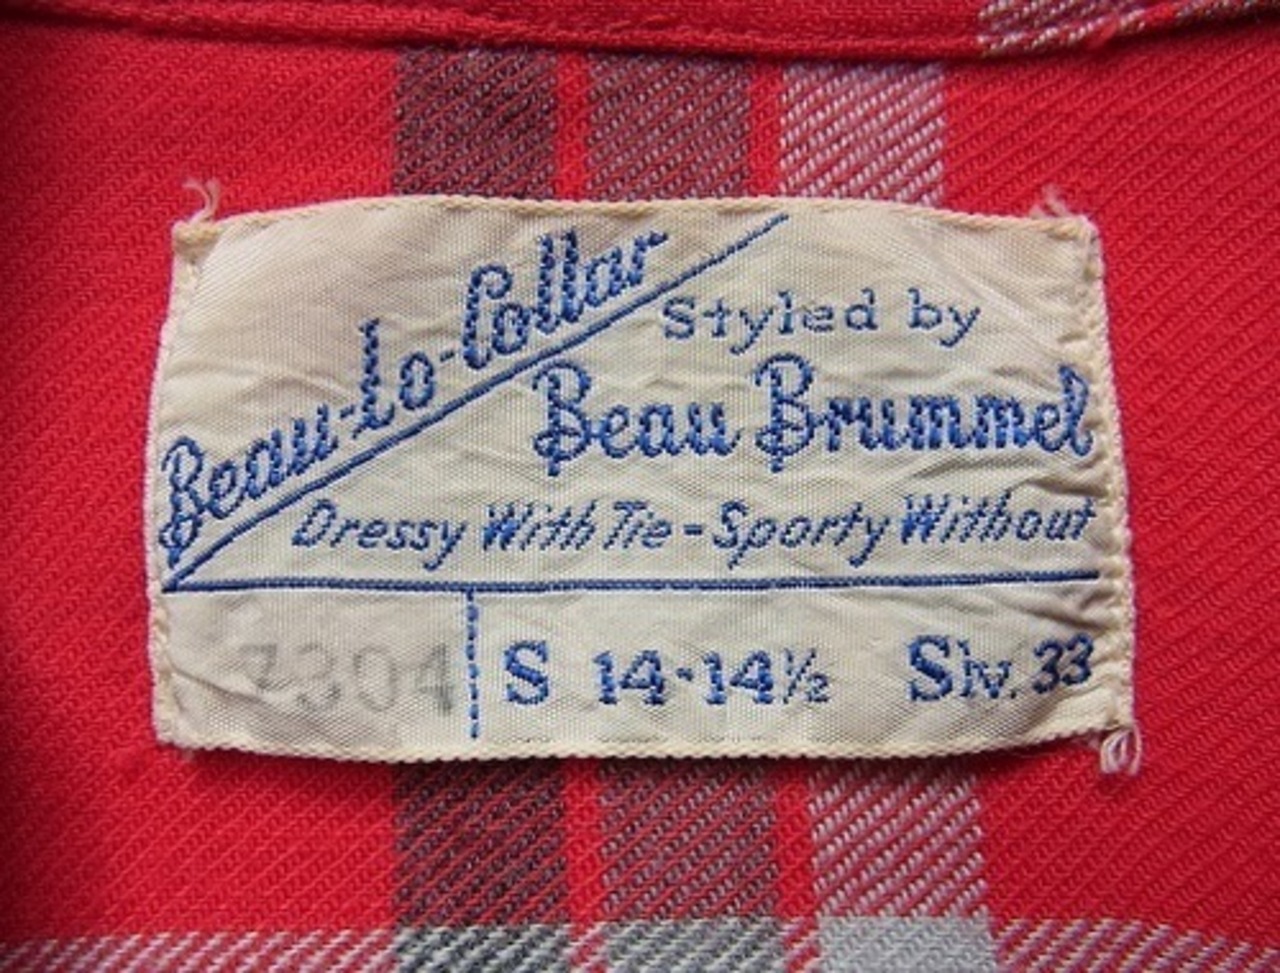 Beau-Lo-Collar
Styled by
Beau Brummel
Dressy With Tie - Sporty Without
7304 S 14-14½ Slv. 33